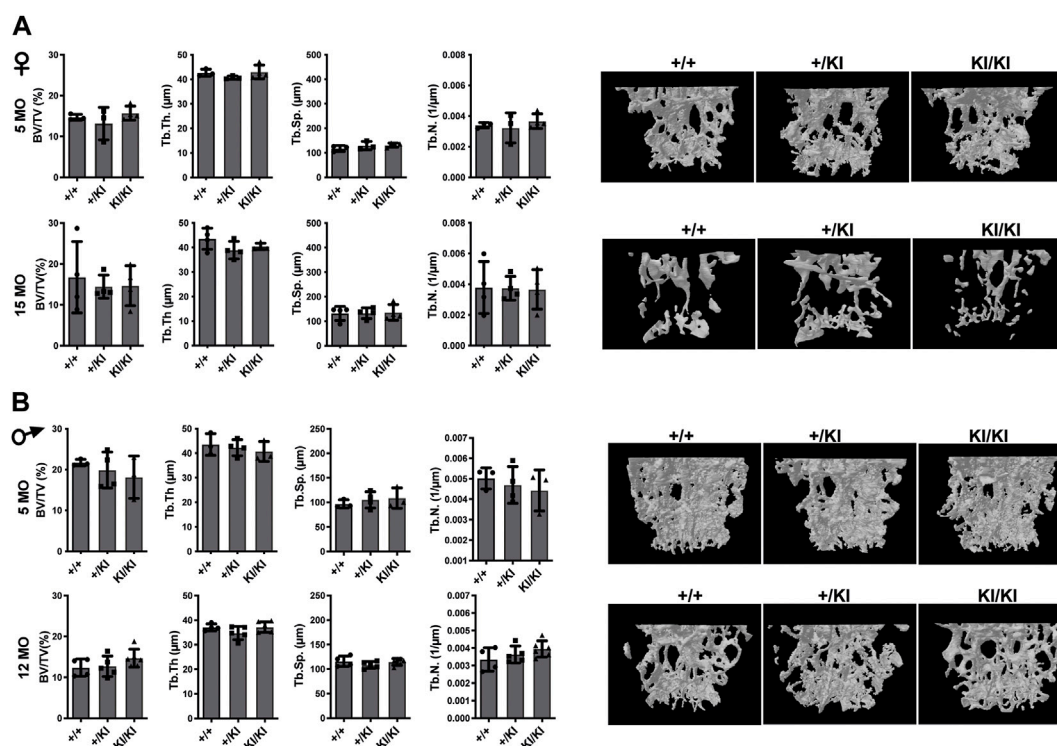 A
♀
5 MO
BV/TV (%)
30
20
10
0
+/+
+/KI
KI/KI
Tb.Th. (µm)
50
40
30
20
10
0
+/+
+/KI
KI/KI
Tb.Sp. (µm)
500
400
300
200
100
0
+/+
+/KI
KI/KI
Tb.N. (1/µm)
0.008
0.006
0.004
0.002
0.000
+/+
+/KI
KI/KI
+/+
+/KI
KI/KI
15 MO
BV/TV(%)
30
20
10
0
+/+
+/KI
KI/KI
Tb.Th (µm)
50
40
30
20
10
0
+/+
+/KI
KI/KI
Tb.Sp. (µm)
500
400
300
200
100
0
+/+
+/KI
KI/KI
Tb.N. (1/µm)
0.008
0.006
0.004
0.002
0.000
+/+
+/KI
KI/KI
+/+
+/KI
KI/KI
B
♂
5 MO
BV/TV (%)
30
20
10
0
+/+
+/KI
KI/KI
Tb.Th (µm)
50
40
30
20
10
0
+/+
+/KI
KI/KI
Tb.Sp. (µm)
250
200
150
100
50
0
+/+
+/KI
KI/KI
Tb.N. (1/µm)
0.007
0.006
0.005
0.004
0.003
0.002
0.001
+/+
+/KI
KI/KI
+/+
+/KI
KI/KI
12 MO
BV/TV(%)
30
20
10
0
+/+
+/KI
KI/KI
Tb.Th (µm)
50
40
30
20
10
0
+/+
+/KI
KI/KI
Tb.Sp. (µm)
250
200
150
100
50
0
+/+
+/KI
KI/KI
Tb.N. (1/µm)
0.007
0.006
0.005
0.004
0.003
0.002
0.001
0.000
+/+
+/KI
KI/KI
+/+
+/KI
KI/KI